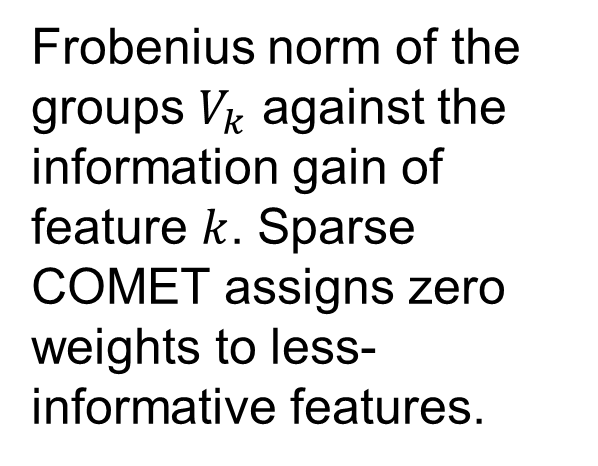 Frobenius norm of the
groups V_k against the
information gain of
feature k. Sparse
COMET assigns zero
weights to less-
informative features.